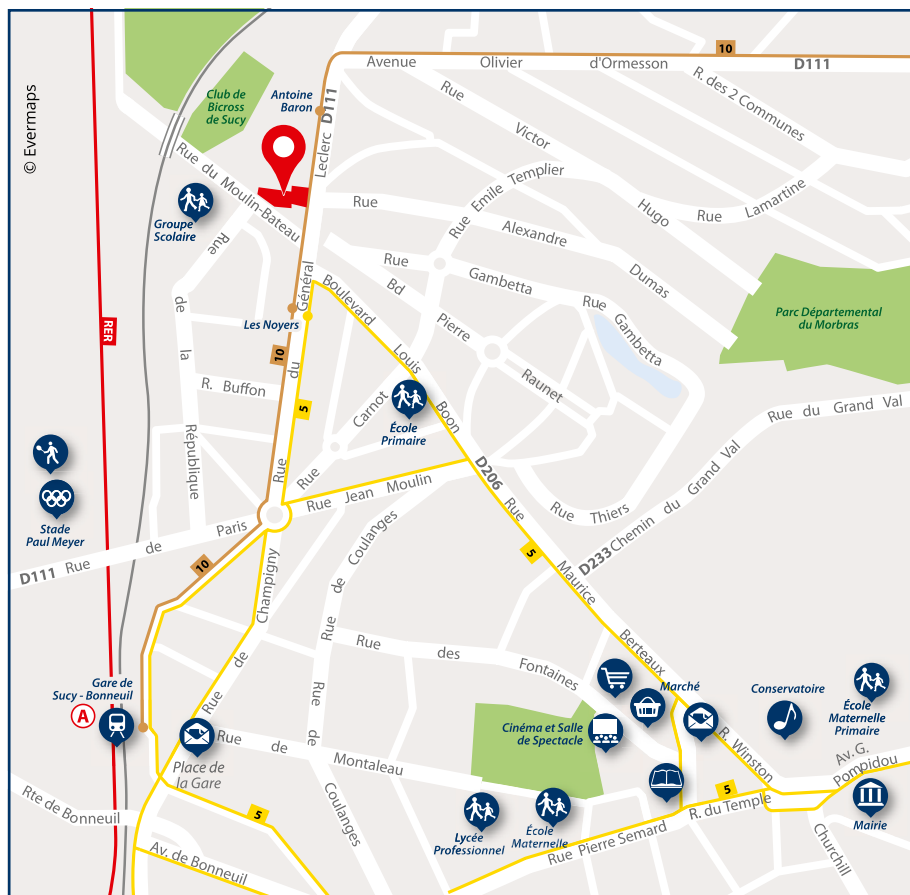 © Evermaps
10
Avenue Olivier d'Ormesson D111
R. des 2 Communes
Club de
Bicross
de Sucy
Antoine
Baron
Rue Victor Hugo
Rue Lamartine
Rue du Moulin-Bateau
Rue Emile Templier
Groupe
Scolaire
Rue Alexandre Dumas
Rue du Général Leclerc D111
Rue Gambetta
Rue Gambetta
Bd Pierre Raunet
Boulevard Louis Boon
Parc Départemental
du Morbras
Les Noyers
RER
10
R. Buffon
5
Rue Carnot
École
Primaire
Rue de la République
Rue du Grand Val
D206
Chemin du Grand Val
D233
Stade
Paul Meyer
Rue Jean Moulin
Rue Thiers
D111 Rue de Paris
10
Rue de Champigny
Rue de Coulanges
5
Rue Maurice Berteaux
Rue des Fontaines
Gare de
Sucy - Bonneuil
A
Marché
Conservatoire
École
Maternelle
Primaire
Cinéma et Salle
de Spectacle
Rue de Montaleau
Place de
la Gare
Rue de Coulanges
R. Winston Churchill
Av. G.
Pompidou
Rte de Bonneuil
5
5
R. du Temple
Lycée
Professionnel
École
Maternelle
Rue Pierre Semard
Mairie
Av. de Bonneuil